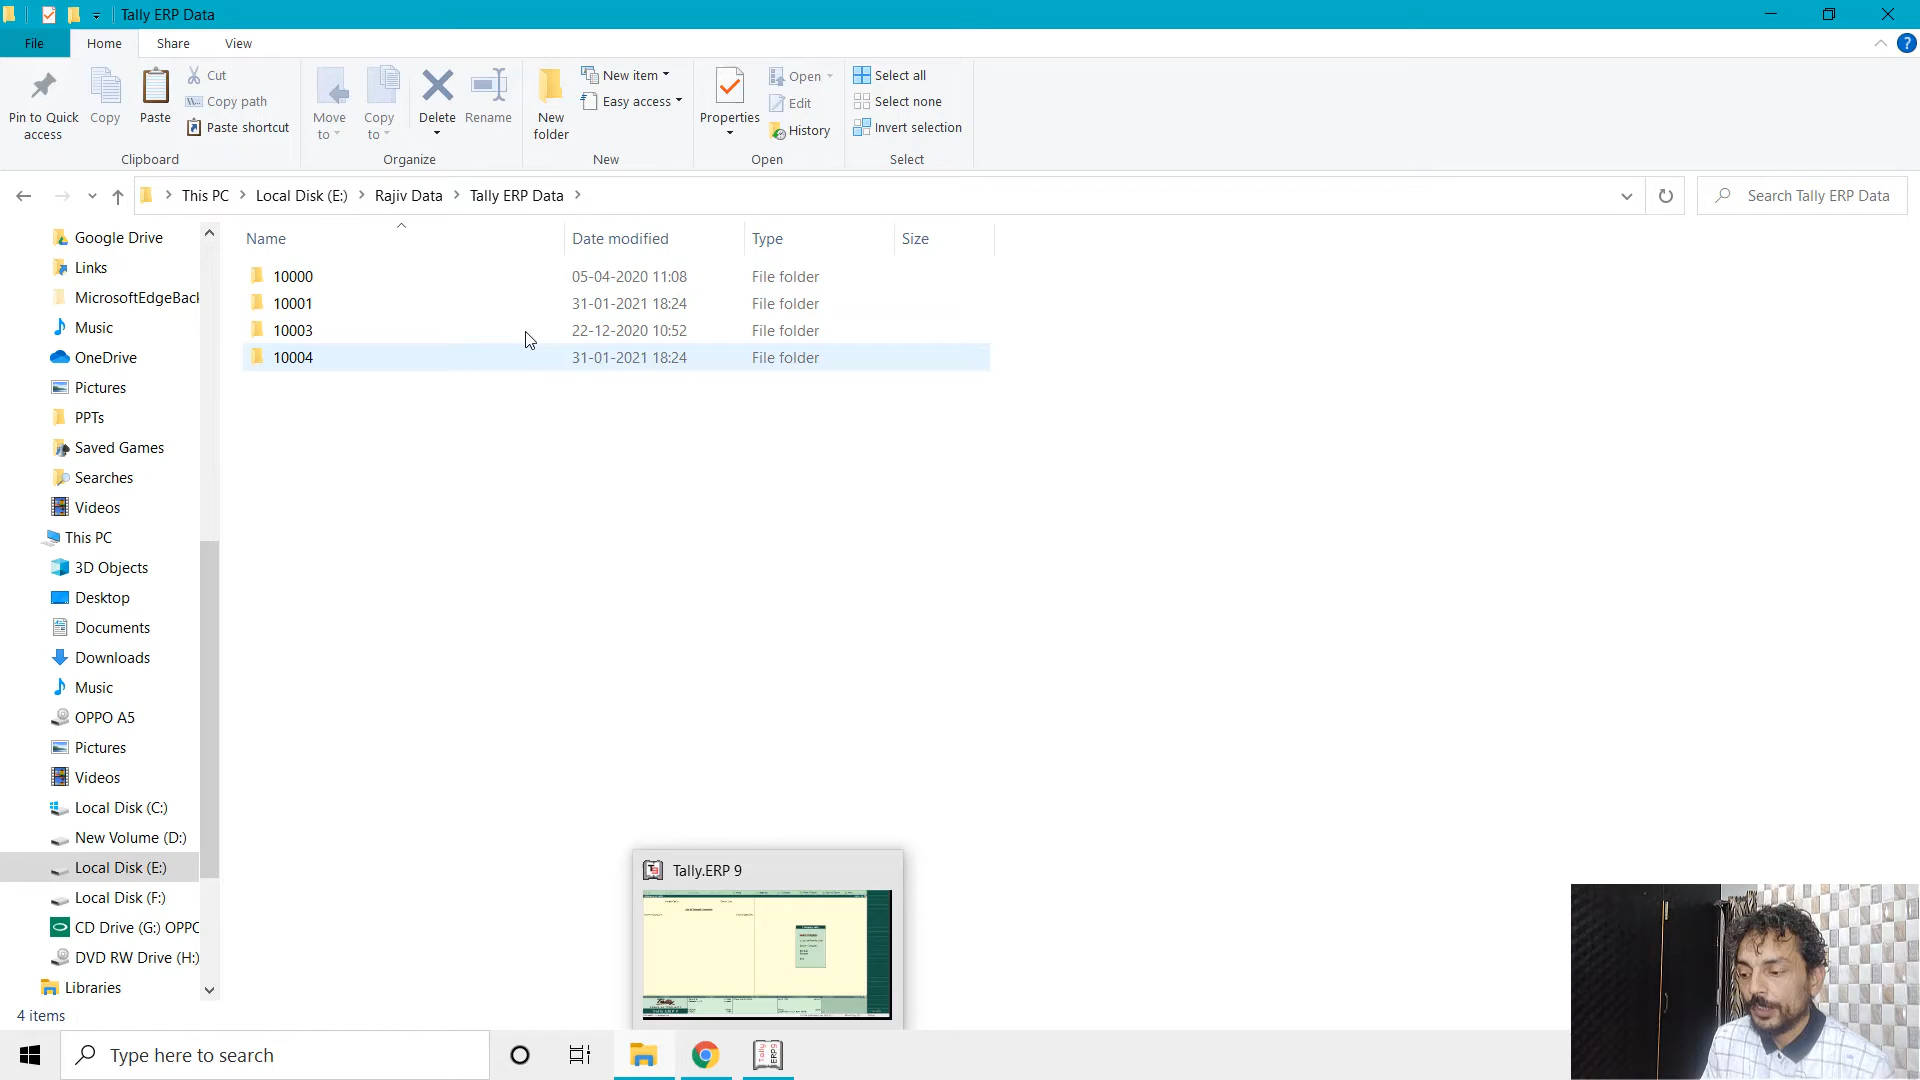 Tally ERP Data
File Home Share View
Pin to Quick access
Copy
Paste
Cut
Copy path
Paste shortcut
Clipboard
Move to
Copy to
Delete
Rename
Organize
New folder
New item
Easy access
New
Properties
Open
Edit
History
Open
Select all
Select none
Invert selection
Select
This PC > Local Disk (E:) > Rajiv Data > Tally ERP Data >
Search Tally ERP Data
Google Drive
Links
MicrosoftEdgeBack
Music
OneDrive
Pictures
PPTs
Saved Games
Searches
Videos
This PC
3D Objects
Desktop
Documents
Downloads
Music
OPPO A5
Pictures
Videos
Local Disk (C:)
New Volume (D:)
Local Disk (E:)
Local Disk (F:)
CD Drive (G:) OPPO
DVD RW Drive (H:)
Libraries
Name Date modified Type Size
10000 05-04-2020 11:08 File folder
10001 31-01-2021 18:24 File folder
10003 22-12-2020 10:52 File folder
10004 31-01-2021 18:24 File folder
Tally.ERP 9
4 items
Type here to search